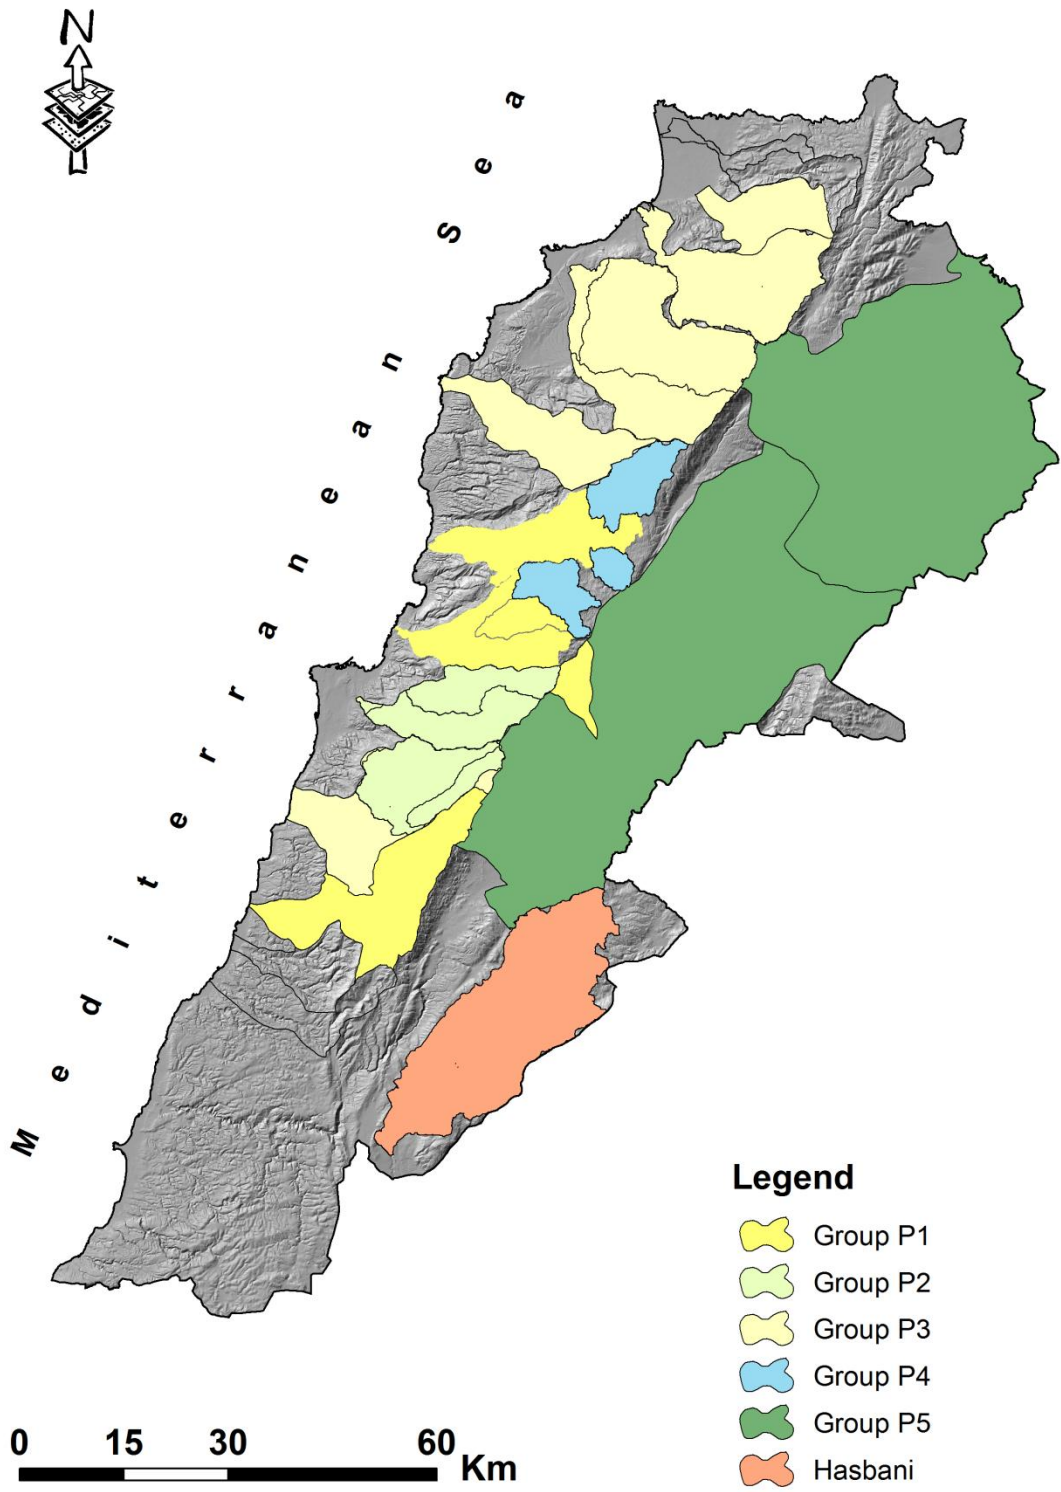 N
Mediterranean Sea
Legend
Group P1
Group P2
Group P3
Group P4
Group P5
Hasbani
0 15 30 60
Km